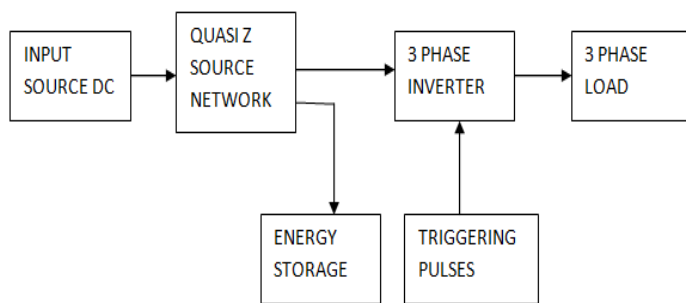 INPUT
SOURCE DC
QUASI Z
SOURCE
NETWORK
3 PHASE
INVERTER
3 PHASE
LOAD
ENERGY
STORAGE
TRIGGERING
PULSES